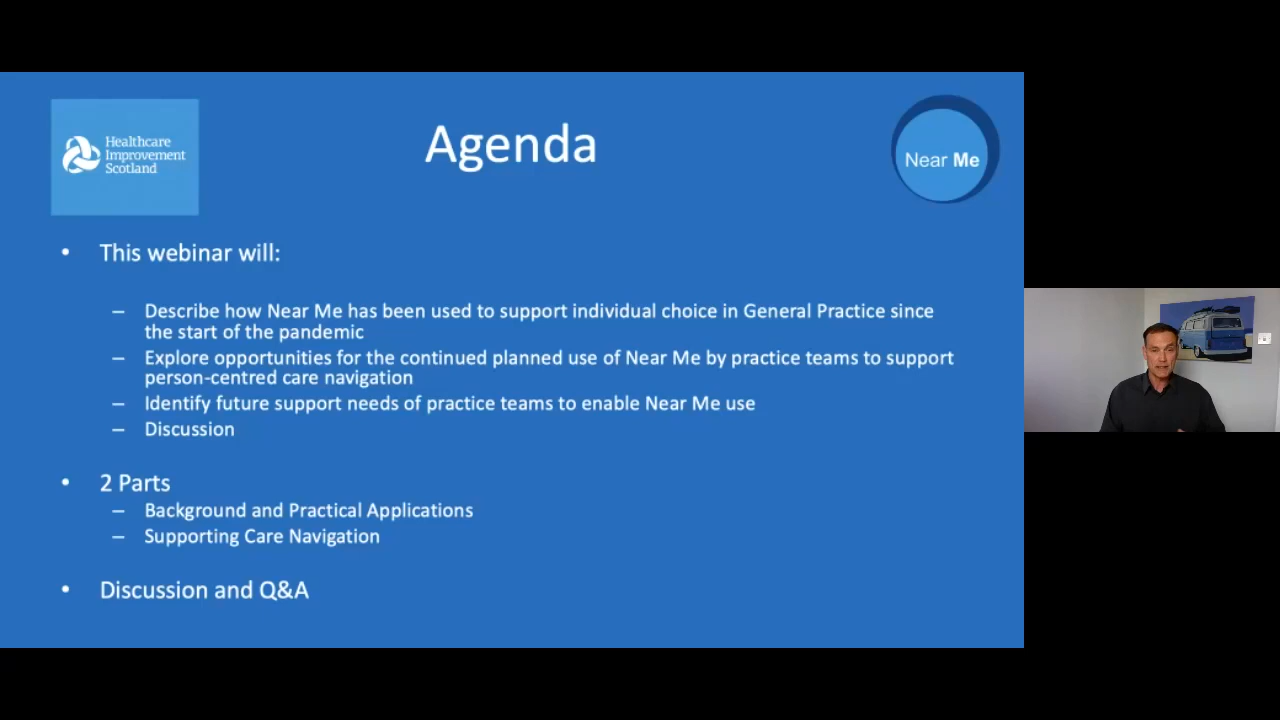 Healthcare
Improvement
Scotland
Agenda
Near Me
• This webinar will:
– Describe how Near Me has been used to support individual choice in General Practice since
the start of the pandemic
– Explore opportunities for the continued planned use of Near Me by practice teams to support
person-centred care navigation
– Identify future support needs of practice teams to enable Near Me use
– Discussion
• 2 Parts
– Background and Practical Applications
– Supporting Care Navigation
• Discussion and Q&A